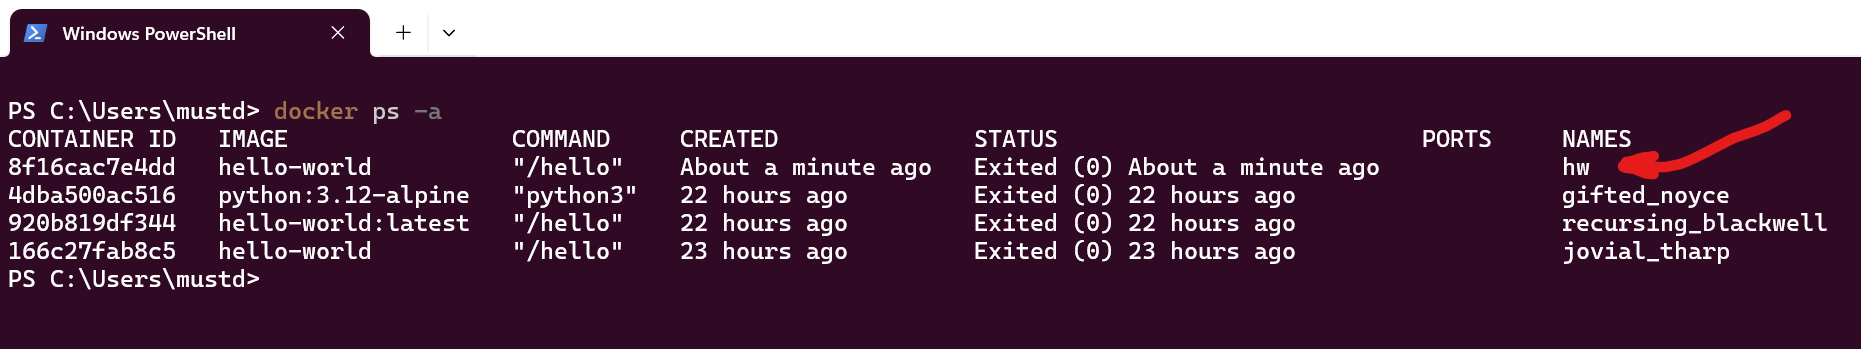 Windows PowerShell
PS C:\Users\mustd> docker ps -a
CONTAINER ID   IMAGE                COMMAND     CREATED              STATUS                          PORTS     NAMES
8f16cac7e4dd   hello-world          "/hello"    About a minute ago   Exited (0) About a minute ago             hw
4dba500ac516   python:3.12-alpine   "python3"   22 hours ago         Exited (0) 22 hours ago                   gifted_noyce
920b819df344   hello-world:latest   "/hello"    22 hours ago         Exited (0) 22 hours ago                   recursing_blackwell
166c27fab8c5   hello-world          "/hello"    23 hours ago         Exited (0) 23 hours ago                   jovial_tharp
PS C:\Users\mustd>